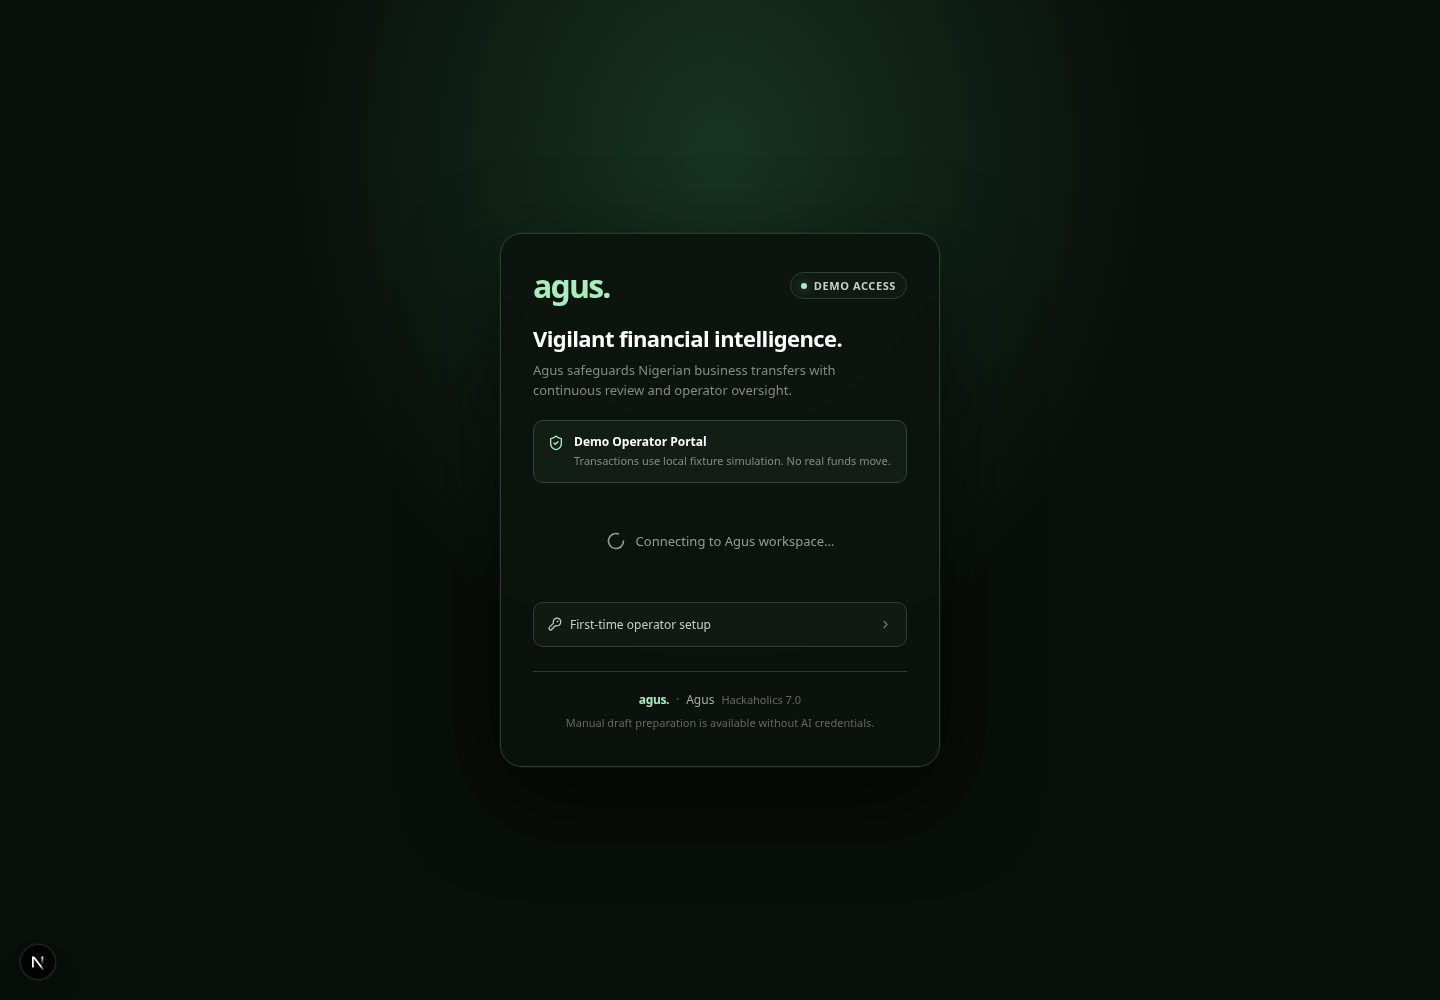 agus.
DEMO ACCESS
Vigilant financial intelligence.
Agus safeguards Nigerian business transfers with
continuous review and operator oversight.
Demo Operator Portal
Transactions use local fixture simulation. No real funds move.
Connecting to Agus workspace...
First-time operator setup
agus. · Agus Hackaholics 7.0
Manual draft preparation is available without AI credentials.
N